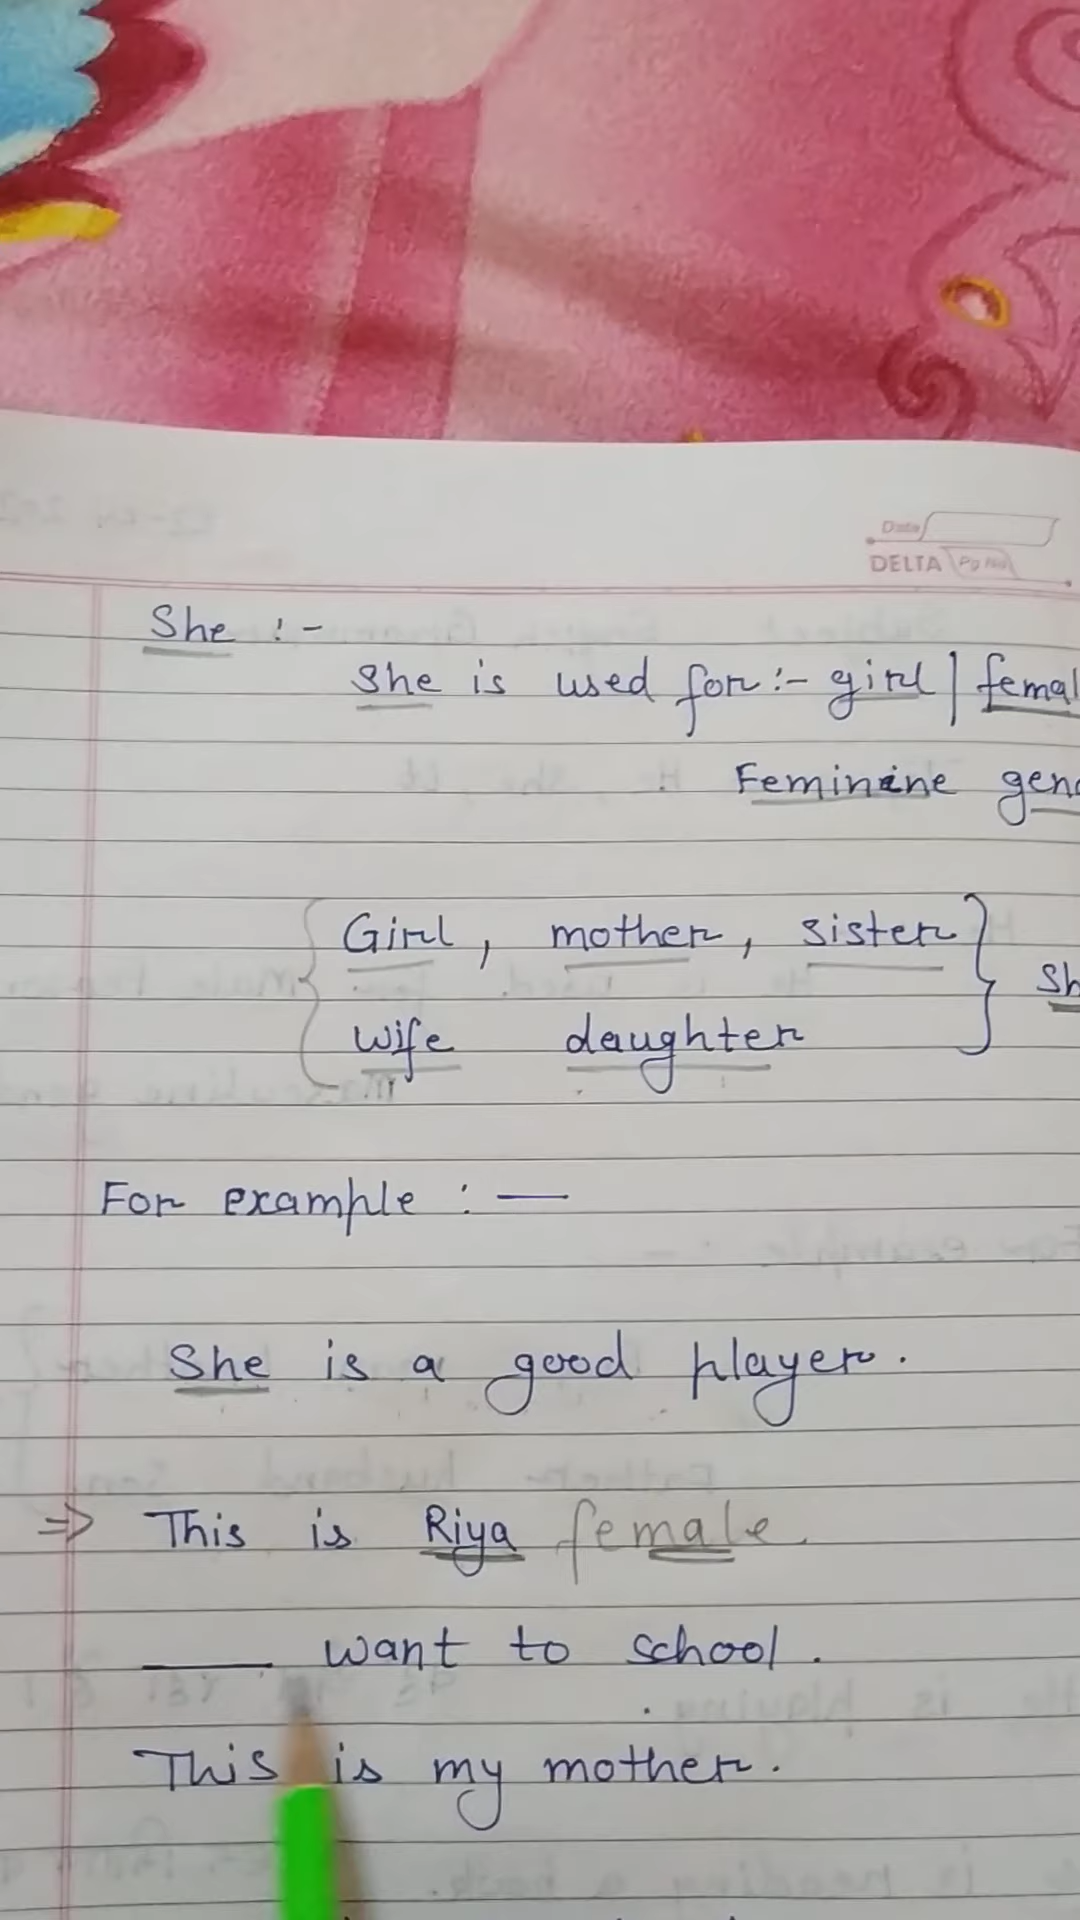 Date
DELTA Pg No
She :-
She is used for :- girl | femal
Feminine gen
Girl, mother, sister
wife daughter
Sh
For example : —
She is a good player.
⇒ This is Riya female
____ want to school.
This is my mother.